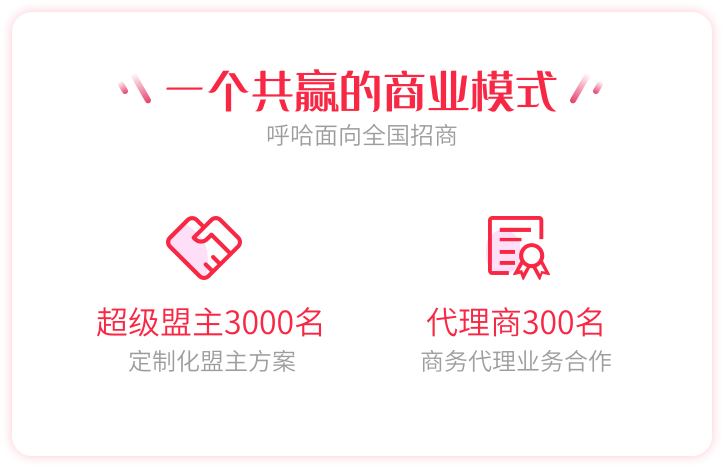 一个共赢的商业模式
呼哈面向全国招商
超级盟主3000名
定制化盟主方案
代理商300名
商务代理业务合作